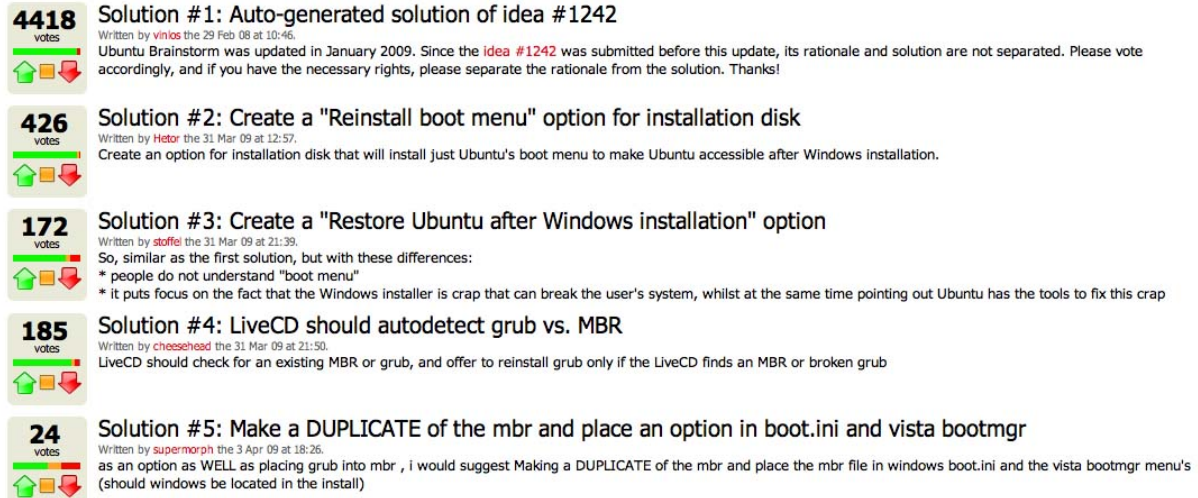 4418
votes
Solution #1: Auto-generated solution of idea #1242
Written by vinios the 29 Feb 08 at 10:46.
Ubuntu Brainstorm was updated in January 2009. Since the idea #1242 was submitted before this update, its rationale and solution are not separated. Please vote
accordingly, and if you have the necessary rights, please separate the rationale from the solution. Thanks!
426
votes
Solution #2: Create a "Reinstall boot menu" option for installation disk
Written by Hetor the 31 Mar 09 at 12:57.
Create an option for installation disk that will install just Ubuntu's boot menu to make Ubuntu accessible after Windows installation.
172
votes
Solution #3: Create a "Restore Ubuntu after Windows installation" option
Written by stoffel the 31 Mar 09 at 21:39.
So, similar as the first solution, but with these differences:
* people do not understand "boot menu"
* it puts focus on the fact that the Windows installer is crap that can break the user's system, whilst at the same time pointing out Ubuntu has the tools to fix this crap
185
votes
Solution #4: LiveCD should autodetect grub vs. MBR
Written by cheesehead the 31 Mar 09 at 21:50.
LiveCD should check for an existing MBR or grub, and offer to reinstall grub only if the LiveCD finds an MBR or broken grub
24
votes
Solution #5: Make a DUPLICATE of the mbr and place an option in boot.ini and vista bootmgr
Written by supermorph the 3 Apr 09 at 18:26.
as an option as WELL as placing grub into mbr , i would suggest Making a DUPLICATE of the mbr and place the mbr file in windows boot.ini and the vista bootmgr menu's
(should windows be located in the install)